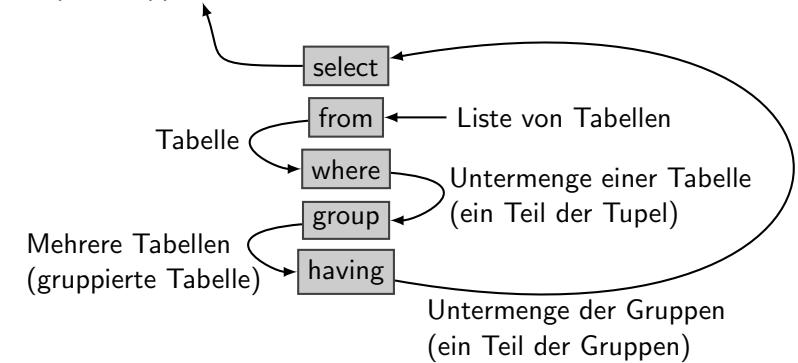 select
from
Liste von Tabellen
Tabelle
where
Untermenge einer Tabelle
(ein Teil der Tupel)
group
Mehrere Tabellen
(gruppierte Tabelle)
having
Untermenge der Gruppen
(ein Teil der Gruppen)